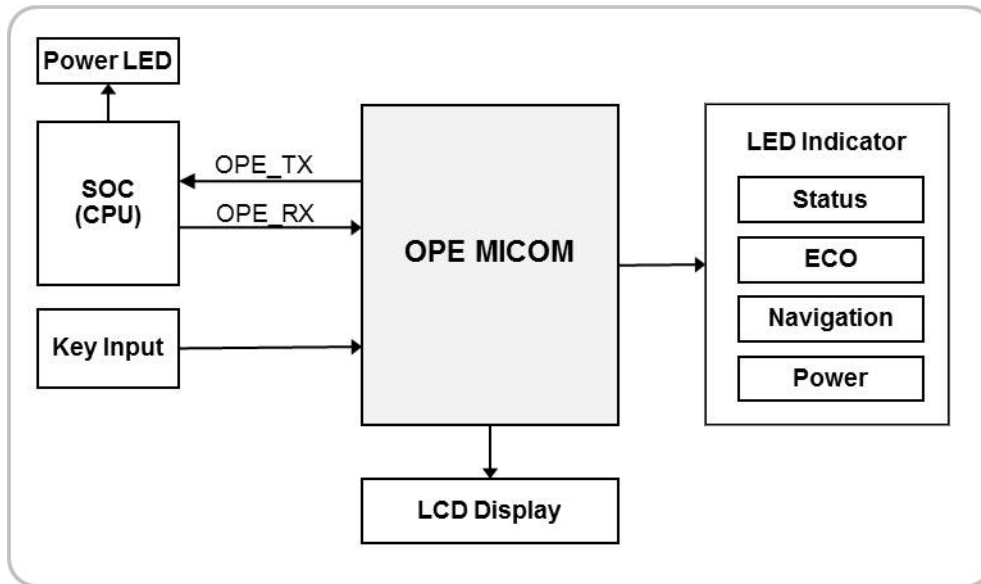 Power LED
SOC
(CPU)
OPE_TX
OPE_RX
Key Input
OPE MICOM
LCD Display
LED Indicator
Status
ECO
Navigation
Power